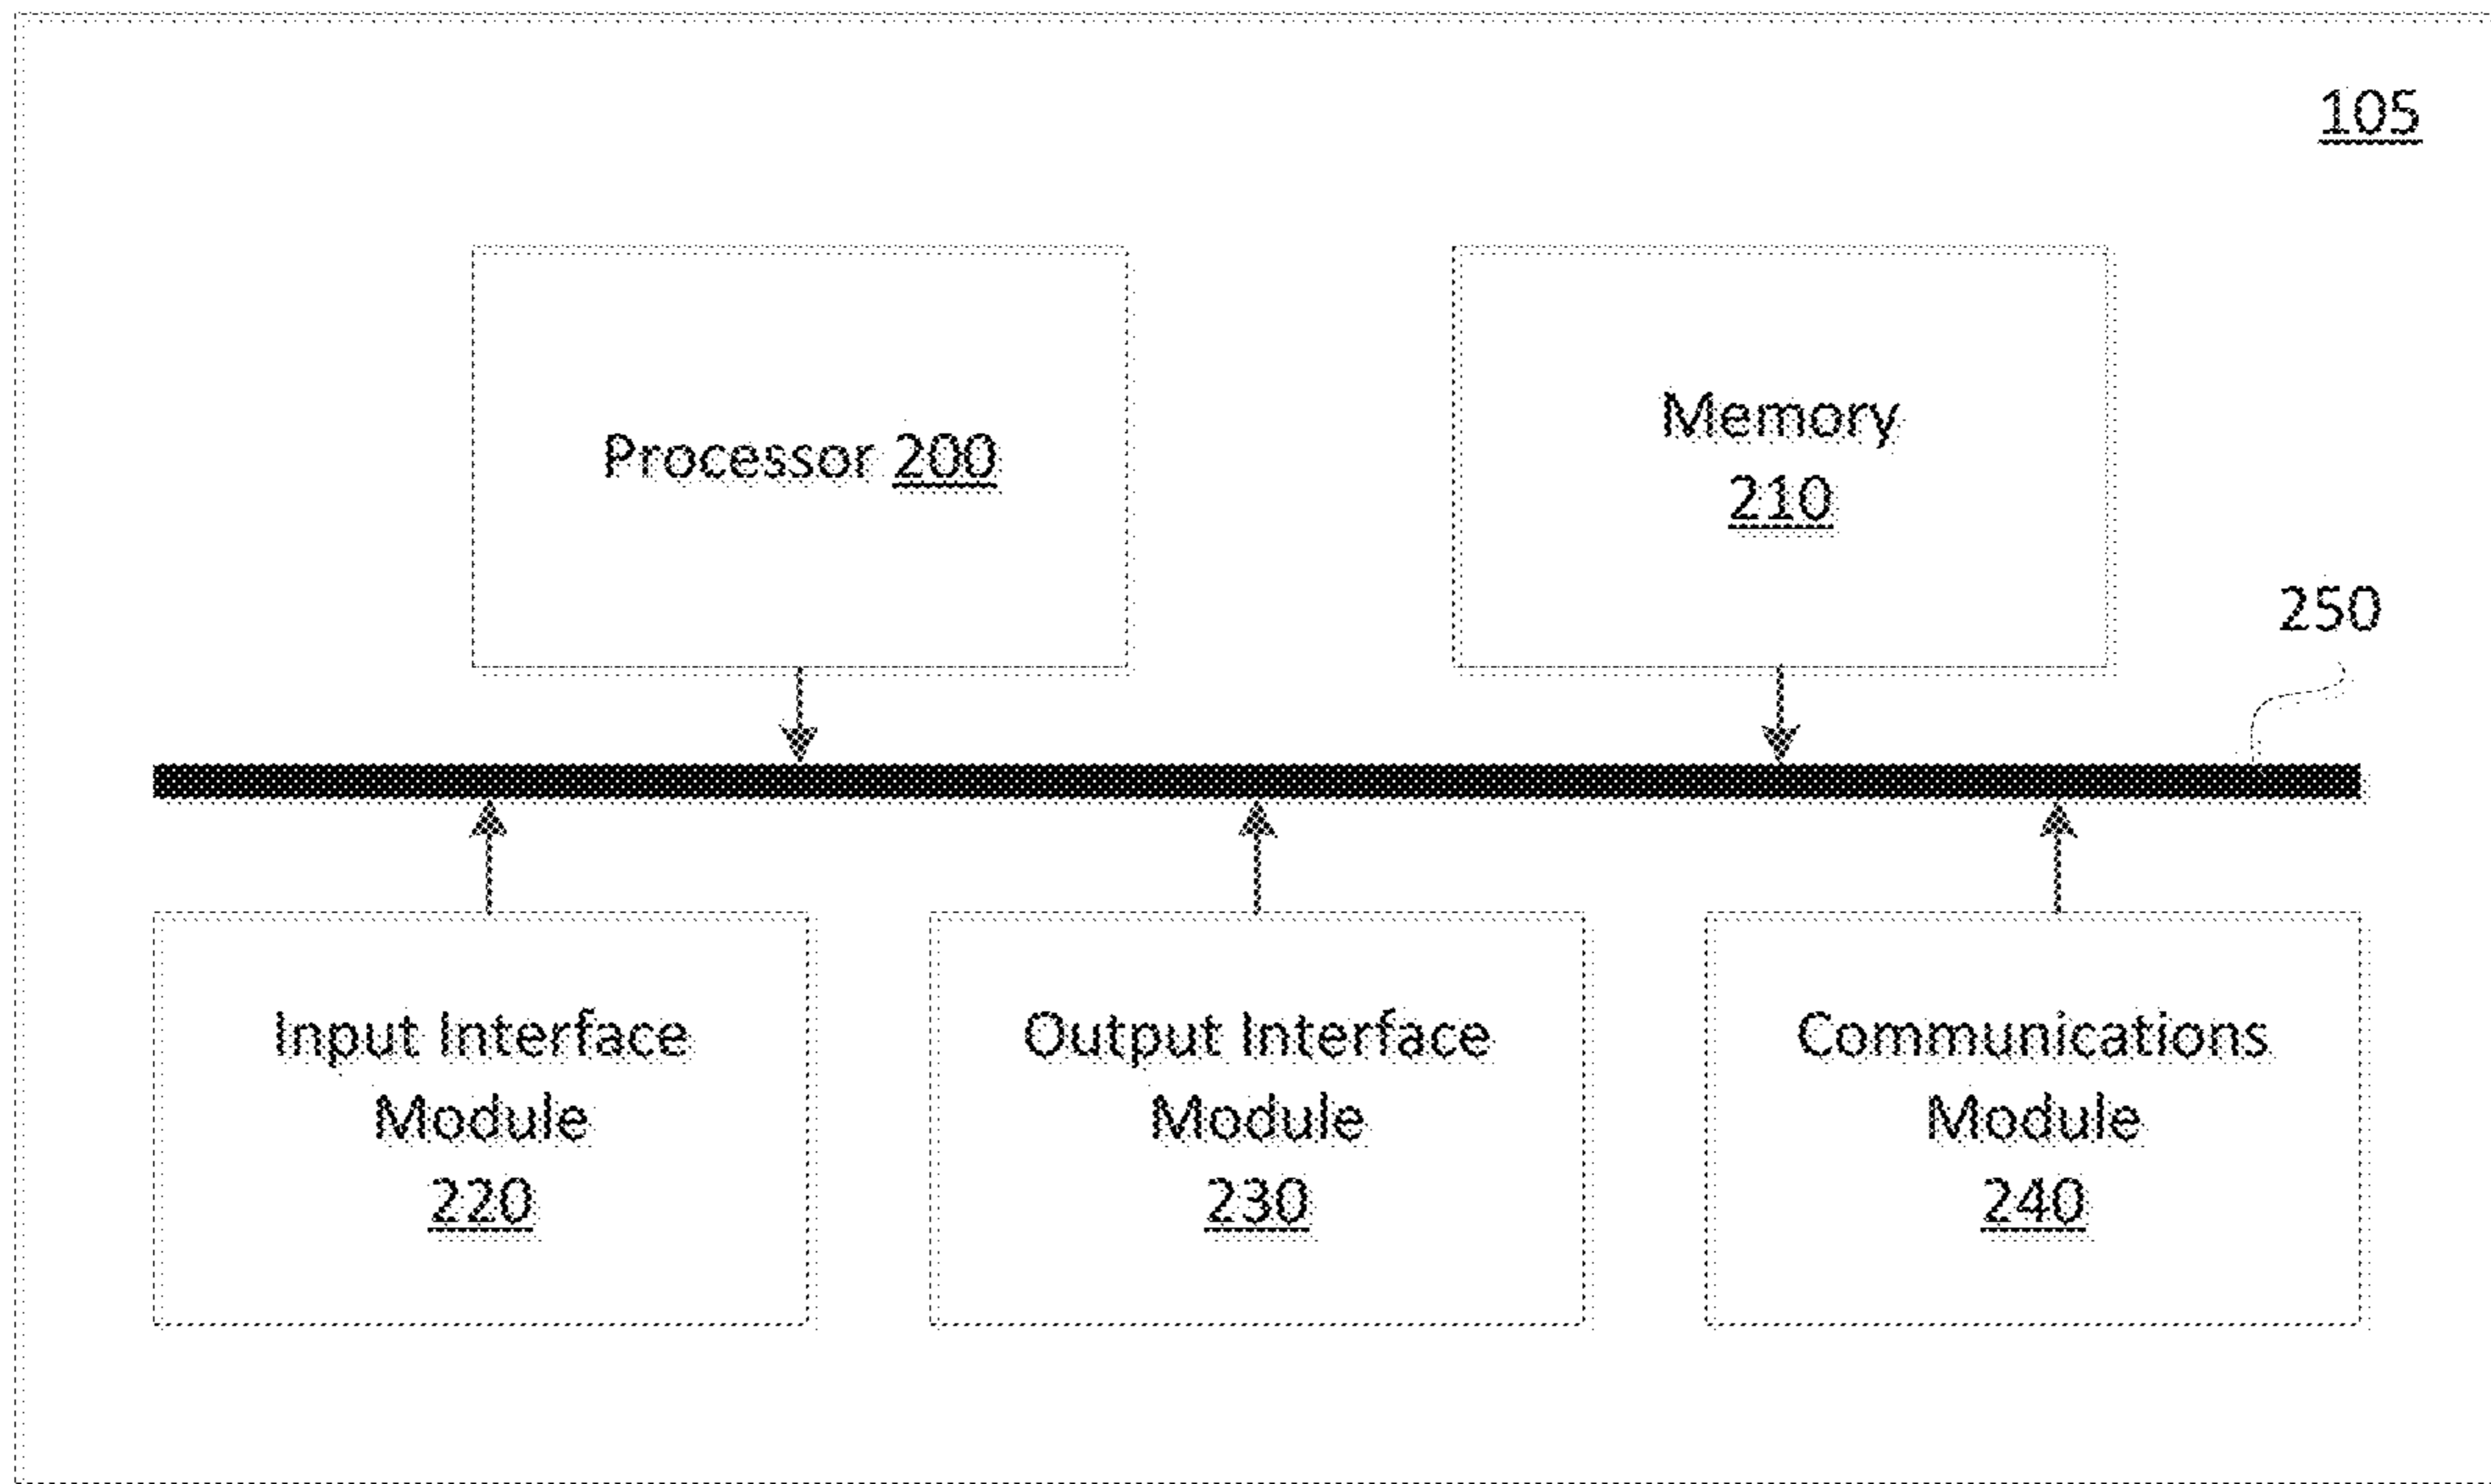 105
Processor 200
Memory
210
250
Input Interface
Module
220
Output Interface
Module
230
Communications
Module
240